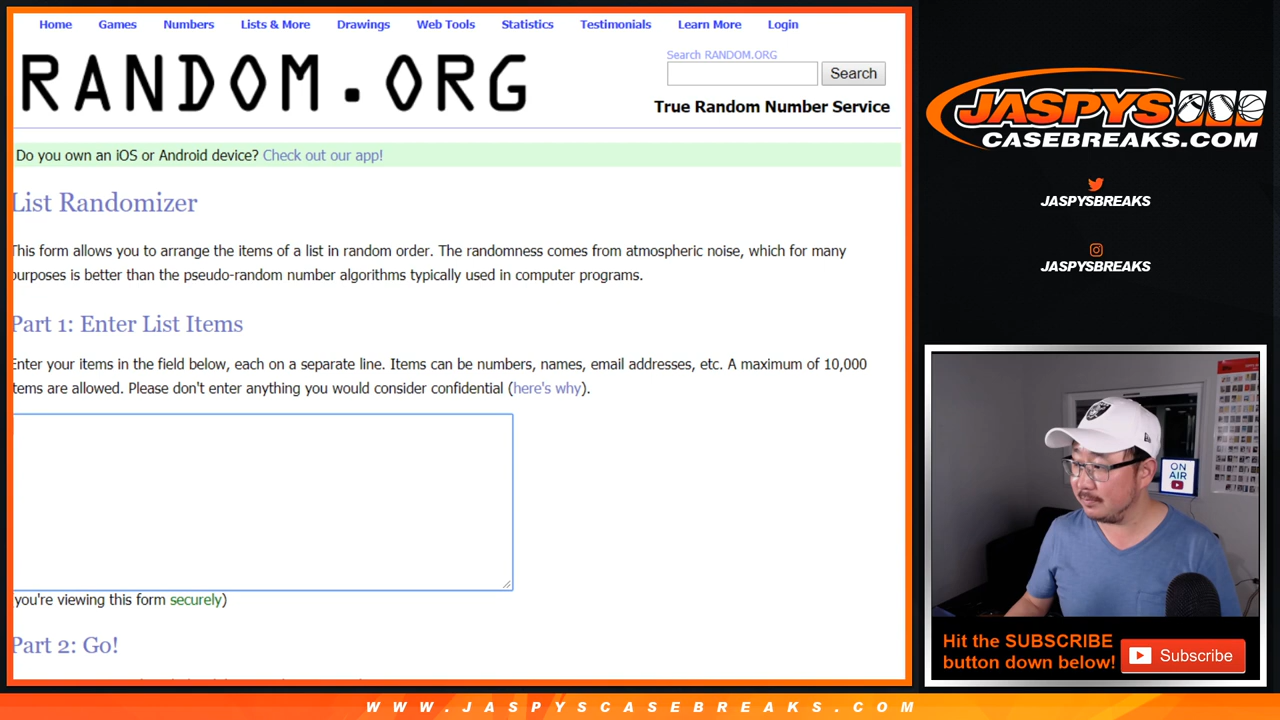 Home Games Numbers Lists & More Drawings Web Tools Statistics Testimonials Learn More Login
RANDOM.ORG
Search RANDOM.ORG
Search
True Random Number Service
Do you own an iOS or Android device? Check out our app!
List Randomizer
This form allows you to arrange the items of a list in random order. The randomness comes from atmospheric noise, which for many
purposes is better than the pseudo-random number algorithms typically used in computer programs.
Part 1: Enter List Items
Enter your items in the field below, each on a separate line. Items can be numbers, names, email addresses, etc. A maximum of 10,000
items are allowed. Please don't enter anything you would consider confidential (here's why).
you're viewing this form securely)
Part 2: Go!
JASPYS
CASEBREAKS.COM
JASPYSBREAKS
JASPYSBREAKS
ON
AIR
Hit the SUBSCRIBE
button down below!
Subscribe
WWW.JASPYSCASEBREAKS.COM